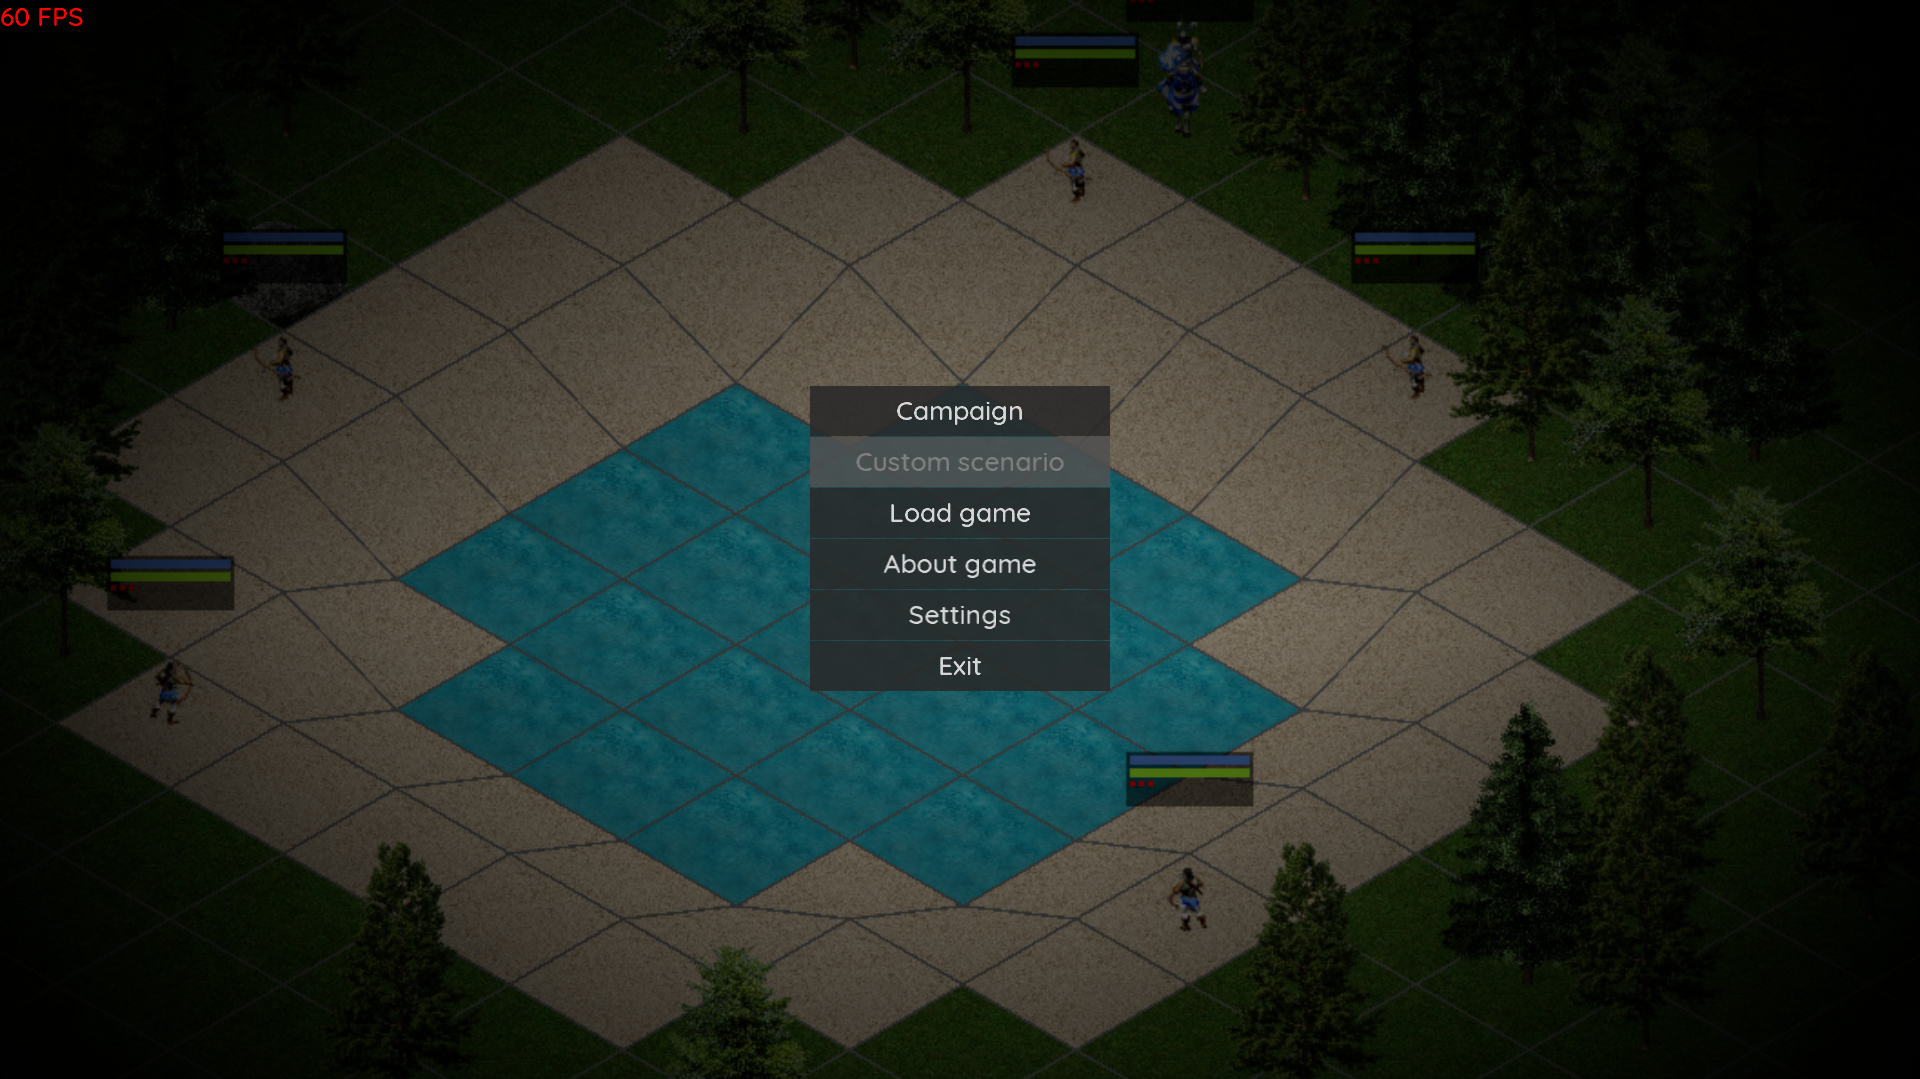 60 FPS
Campaign
Custom scenario
Load game
About game
Settings
Exit